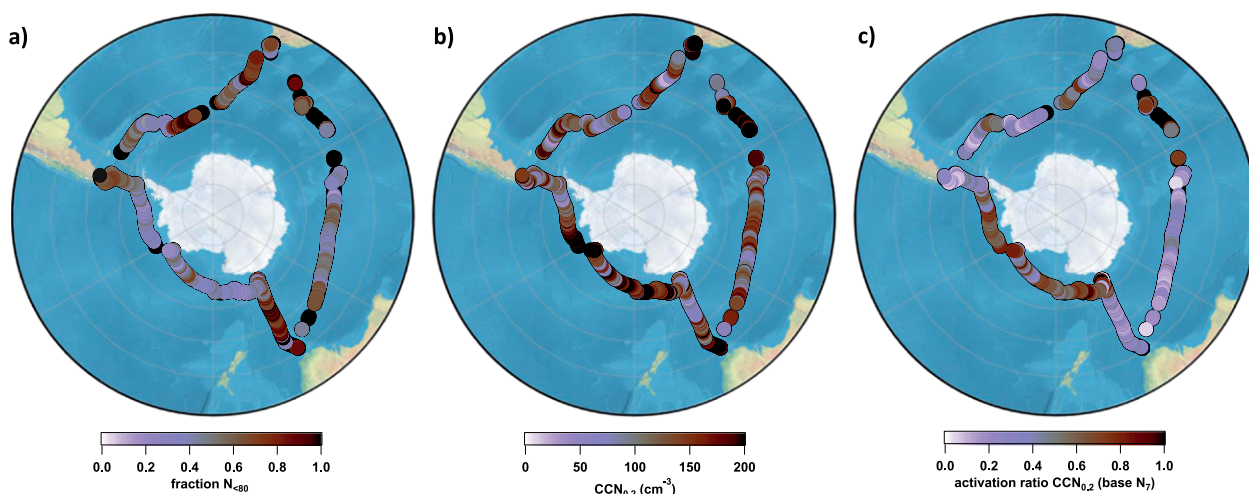 a)
b)
c)
0.0 0.2 0.4 0.6 0.8 1.0
fraction N<80
0 50 100 150 200
CCN0.2 (cm-3)
0.0 0.2 0.4 0.6 0.8 1.0
activation ratio CCN0.2 (base N7)